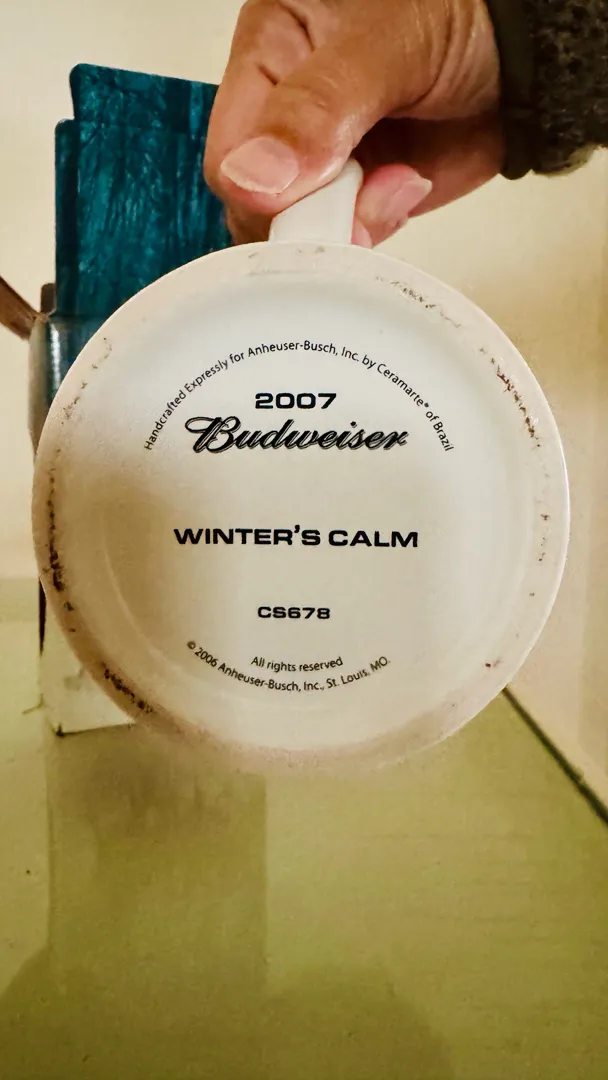 Handcrafted Expressly for Anheuser-Busch, Inc. by Ceramarte® of Brazil
2007
Budweiser
WINTER'S CALM
CS678
All rights reserved
© 2006 Anheuser-Busch, Inc., St. Louis, MO.